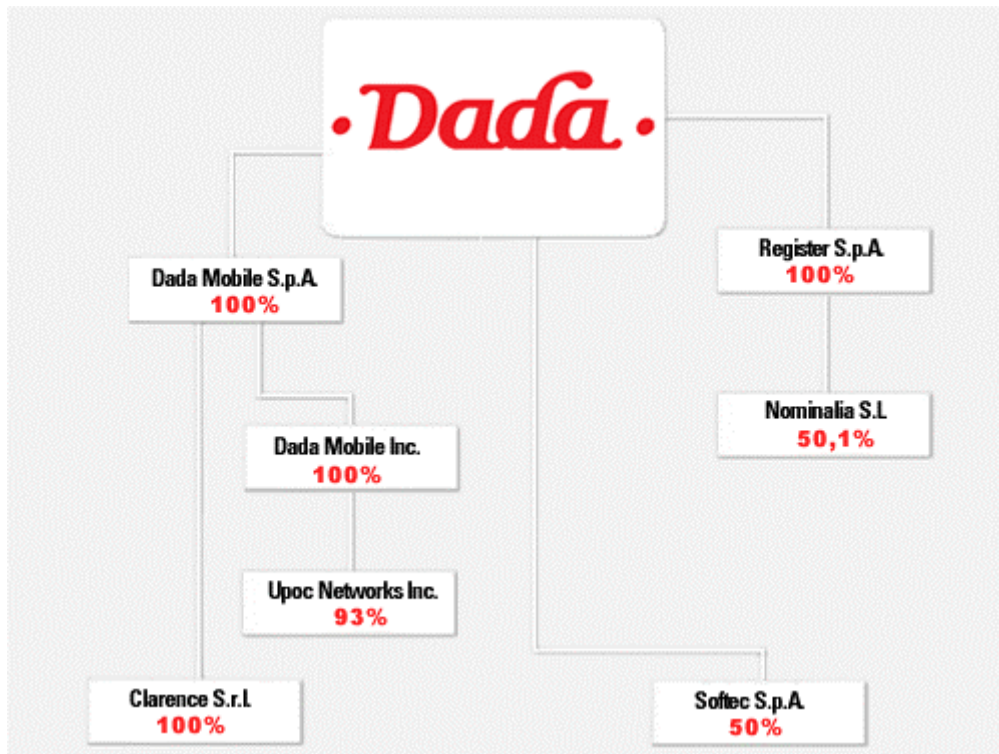 • Dada •
Dada Mobile S.p.A.
100%
Register S.p.A.
100%
Dada Mobile Inc.
100%
Nominalia S.L
50,1%
Upoc Networks Inc.
93%
Clarence S.r.l.
100%
Softec S.p.A.
50%